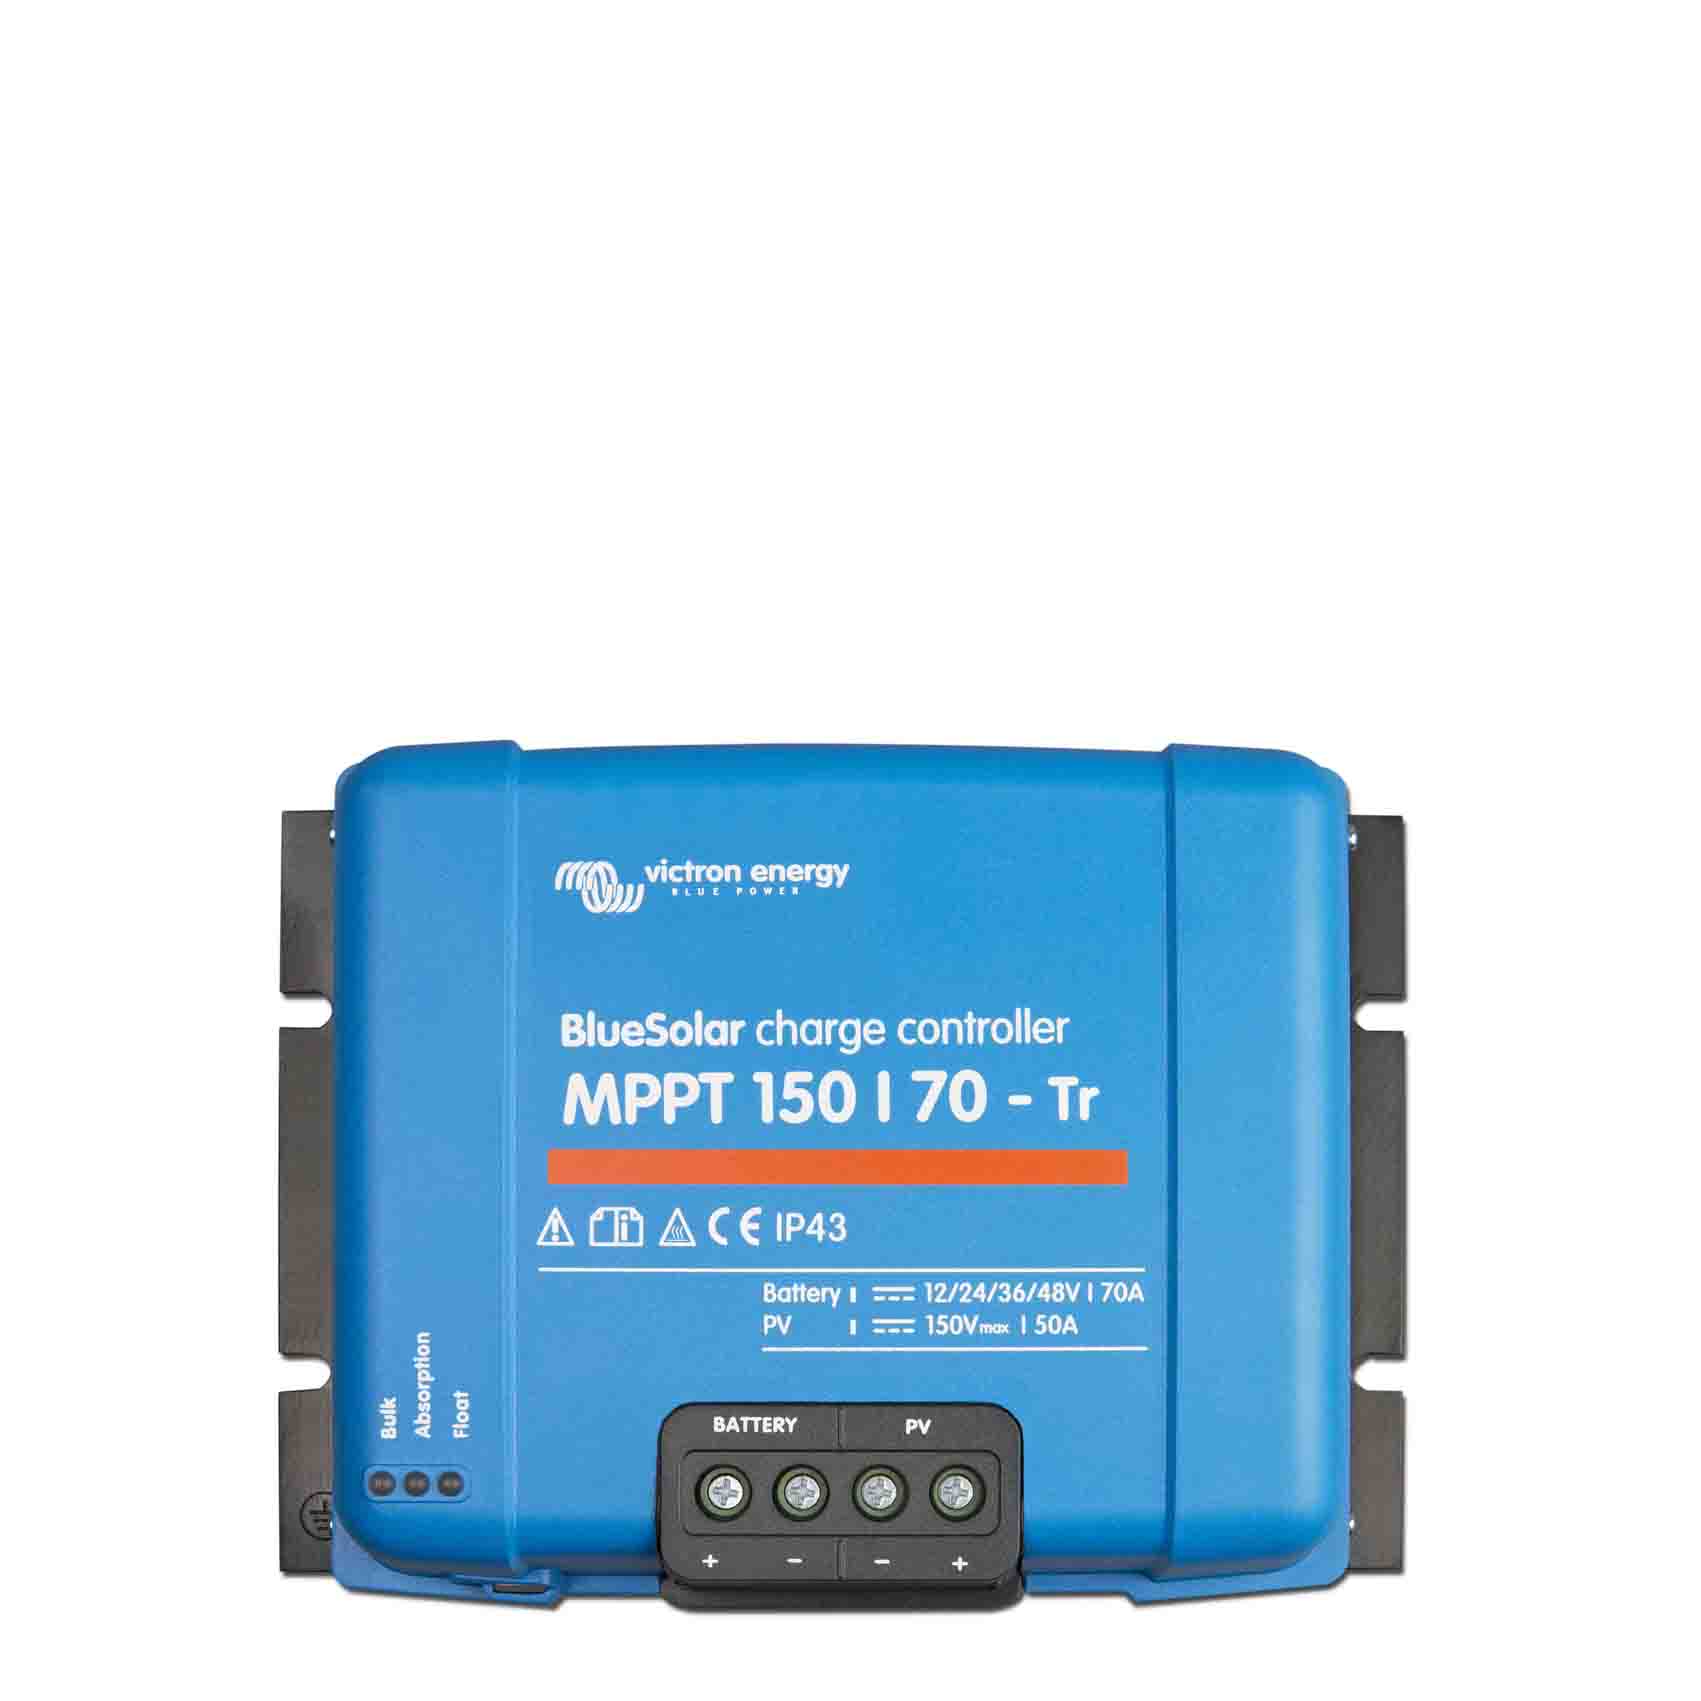 victron energy
BLUE POWER
BlueSolar charge controller
MPPT 150 | 70 - Tr
CE IP43
Battery | 12/24/36/48V | 70A
PV | 150Vmax | 50A
Bulk
Absorption
Float
BATTERY PV
+ - - +